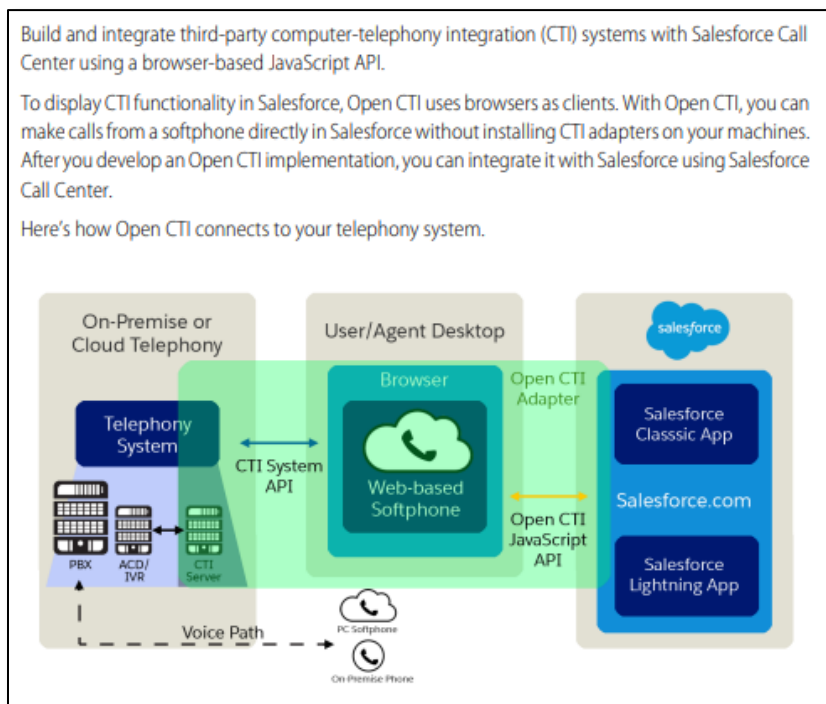 Build and integrate third-party computer-telephony integration (CTI) systems with Salesforce Call
Center using a browser-based JavaScript API.
To display CTI functionality in Salesforce, Open CTI uses browsers as clients. With Open CTI, you can
make calls from a softphone directly in Salesforce without installing CTI adapters on your machines.
After you develop an Open CTI implementation, you can integrate it with Salesforce using Salesforce
Call Center.
Here's how Open CTI connects to your telephony system.
On-Premise or
Cloud Telephony
Telephony
System
PBX
ACD/
IVR
CTI
Server
CTI System
API
User/Agent Desktop
Browser
Web-based
Softphone
Open CTI
Adapter
Open CTI
JavaScript
API
salesforce
Salesforce
Classsic App
Salesforce.com
Salesforce
Lightning App
Voice Path
PC Softphone
On-Premise Phone